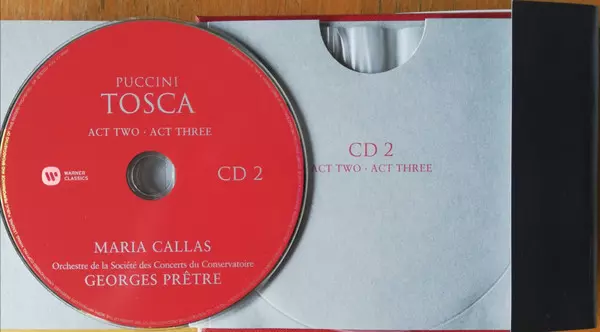 PUCCINI
TOSCA
ACT TWO · ACT THREE
CD 2
WARNER
CLASSICS
MARIA CALLAS
Orchestre de la Société des Concerts du Conservatoire
GEORGES PRÊTRE
CD 2
ACT TWO · ACT THREE